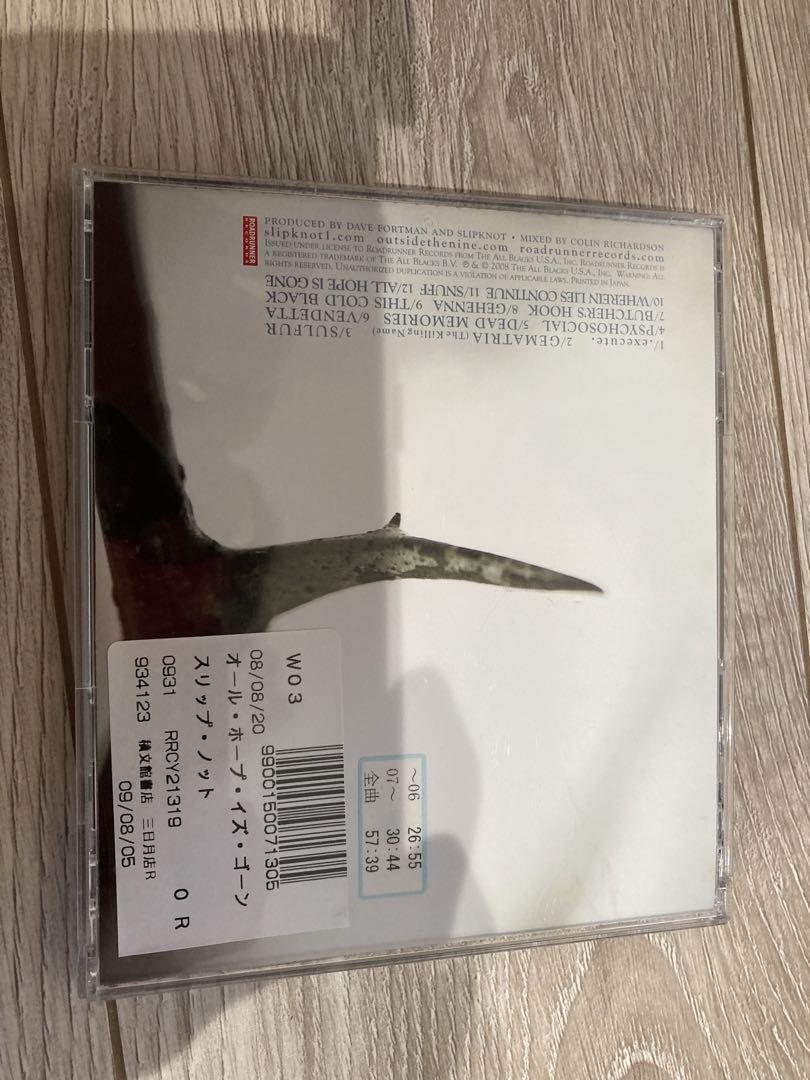 1/.execute. 2/GEMATRIA (The Killing Name) 3/SULFUR
4/PSYCHOSOCIAL 5/DEAD MEMORIES 6/VENDETTA
7/BUTCHER'S HOOK 8/GEHENNA 9/THIS COLD BLACK
10/WHEREIN LIES CONTINUE 11/SNUFF 12/ALL HOPE IS GONE
PRODUCED BY DAVE FORTMAN AND SLIPKNOT • MIXED BY COLIN RICHARDSON
slipknot1.com outsidethenine.com roadrunnerrecords.com
ISSUED UNDER LICENSE TO ROADRUNNER RECORDS FROM THE ALL BLACKS U.S.A., INC. ROADRUNNER RECORDS IS
A REGISTERED TRADEMARK OF THE ALL BLACKS B.V. ℗ & © 2008 THE ALL BLACKS U.S.A., INC. WARNING: ALL
RIGHTS RESERVED. UNAUTHORIZED DUPLICATION IS A VIOLATION OF APPLICABLE LAWS. PRINTED IN JAPAN.
ROADRUNNER
RECORDS
～06 26:55
07～ 30:44
全曲 57:39
W03
08/08/20 9900150071305
オール・ホープ・イズ・ゴーン
スリップ・ノット
0931 RRCY21319 0 R
934123 積文館書店 三日月店R
09/08/05